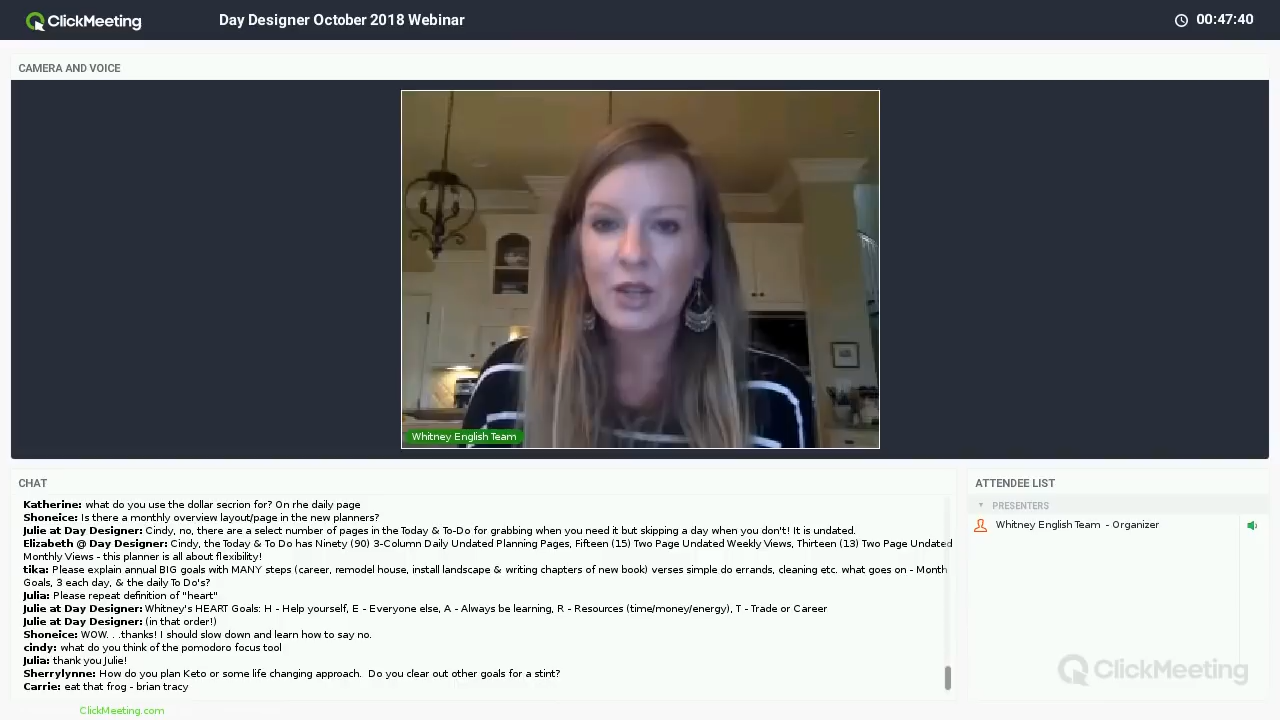 ClickMeeting
Day Designer October 2018 Webinar
00:47:40
CAMERA AND VOICE
Whitney English Team
CHAT
Katherine: what do you use the dollar secrion for? On rhe daily page
Shoneice: Is there a monthly overview layout/page in the new planners?
Julie at Day Designer: Cindy, no, there are a select number of pages in the Today & To-Do for grabbing when you need it but skipping a day when you don't! It is undated.
Elizabeth @ Day Designer: Cindy, the Today & To Do has Ninety (90) 3-Column Daily Undated Planning Pages, Fifteen (15) Two Page Undated Weekly Views, Thirteen (13) Two Page Undated
Monthly Views - this planner is all about flexibility!
tika: Please explain annual BIG goals with MANY steps (career, remodel house, install landscape & writing chapters of new book) verses simple do errands, cleaning etc. what goes on - Month
Goals, 3 each day, & the daily To Do's?
Julia: Please repeat definition of "heart"
Julie at Day Designer: Whitney's HEART Goals: H - Help yourself, E - Everyone else, A - Always be learning, R - Resources (time/money/energy), T - Trade or Career
Julie at Day Designer: (in that order!)
Shoneice: WOW. . .thanks! I should slow down and learn how to say no.
cindy: what do you think of the pomodoro focus tool
Julia: thank you Julie!
Sherrylynne: How do you plan Keto or some life changing approach.  Do you clear out other goals for a stint?
Carrie: eat that frog - brian tracy
ATTENDEE LIST
PRESENTERS
Whitney English Team - Organizer
ClickMeeting
ClickMeeting.com